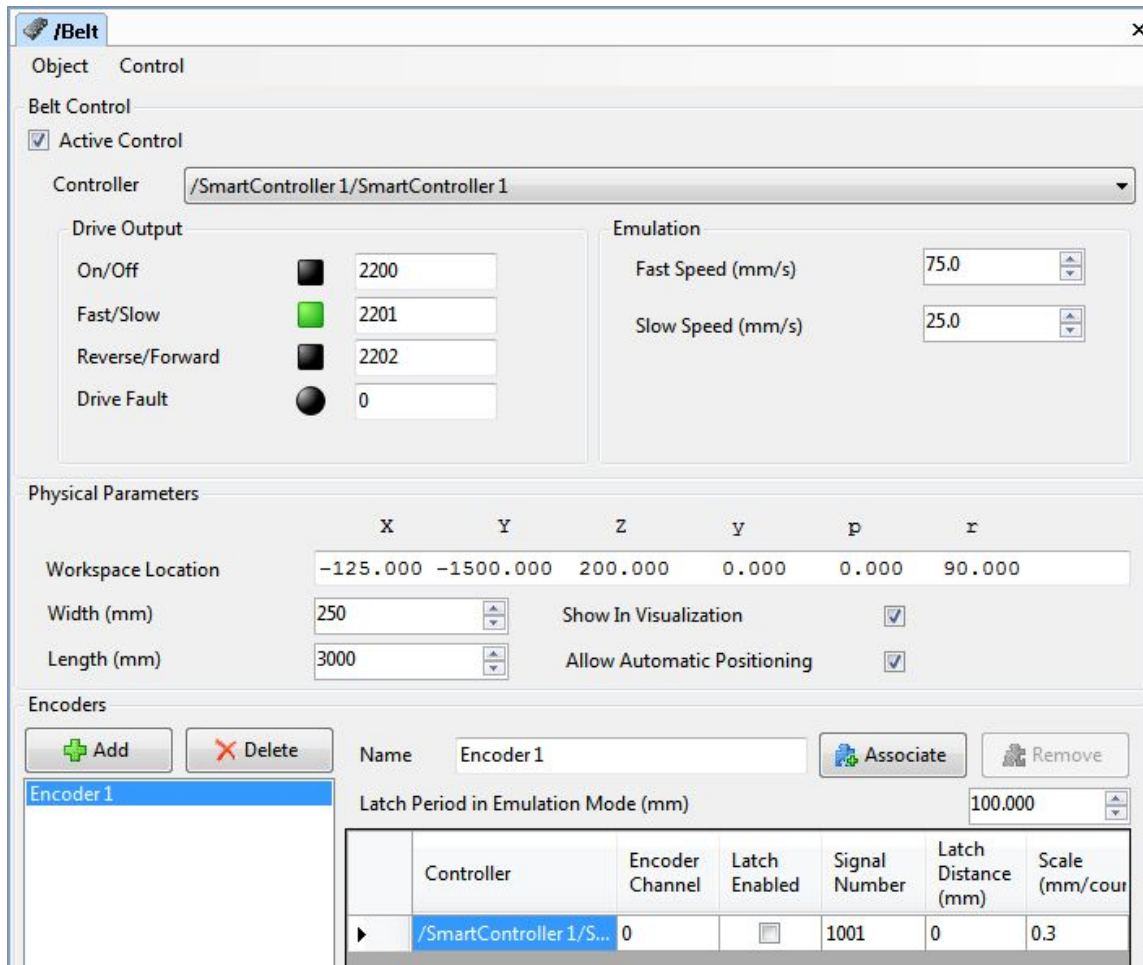 /Belt
Object Control
Belt Control
Active Control
Controller /SmartController 1/SmartController 1
Drive Output
On/Off 2200
Fast/Slow 2201
Reverse/Forward 2202
Drive Fault 0
Emulation
Fast Speed (mm/s) 75.0
Slow Speed (mm/s) 25.0
Physical Parameters
X Y Z y p r
Workspace Location -125.000 -1500.000 200.000 0.000 0.000 90.000
Width (mm) 250 Show In Visualization
Length (mm) 3000 Allow Automatic Positioning
Encoders
Add Delete Name Encoder 1 Associate Remove
Encoder 1
Latch Period in Emulation Mode (mm) 100.000
Controller Encoder Channel Latch Enabled Signal Number Latch Distance (mm) Scale (mm/cour
/SmartController 1/S... 0 1001 0 0.3